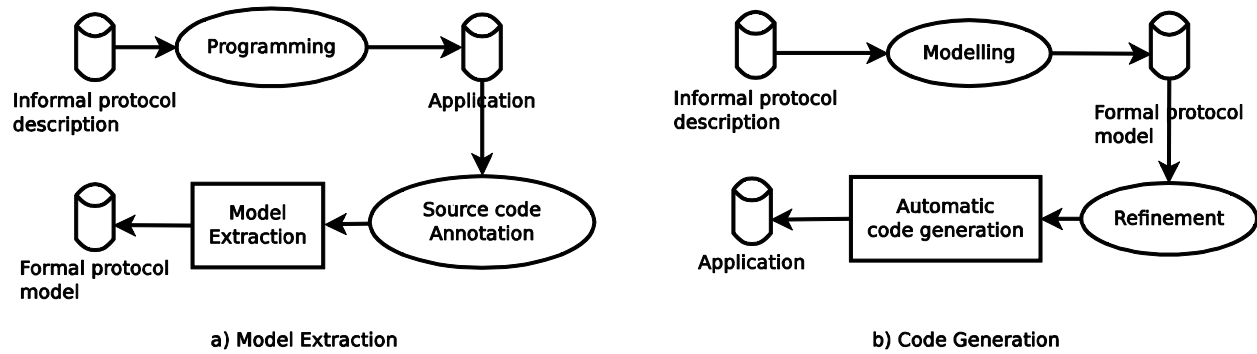 Programming
Informal protocol
description
Application
Model
Extraction
Source code
Annotation
Formal protocol
model
a) Model Extraction
Modelling
Informal protocol
description
Formal protocol
model
Automatic
code generation
Refinement
Application
b) Code Generation